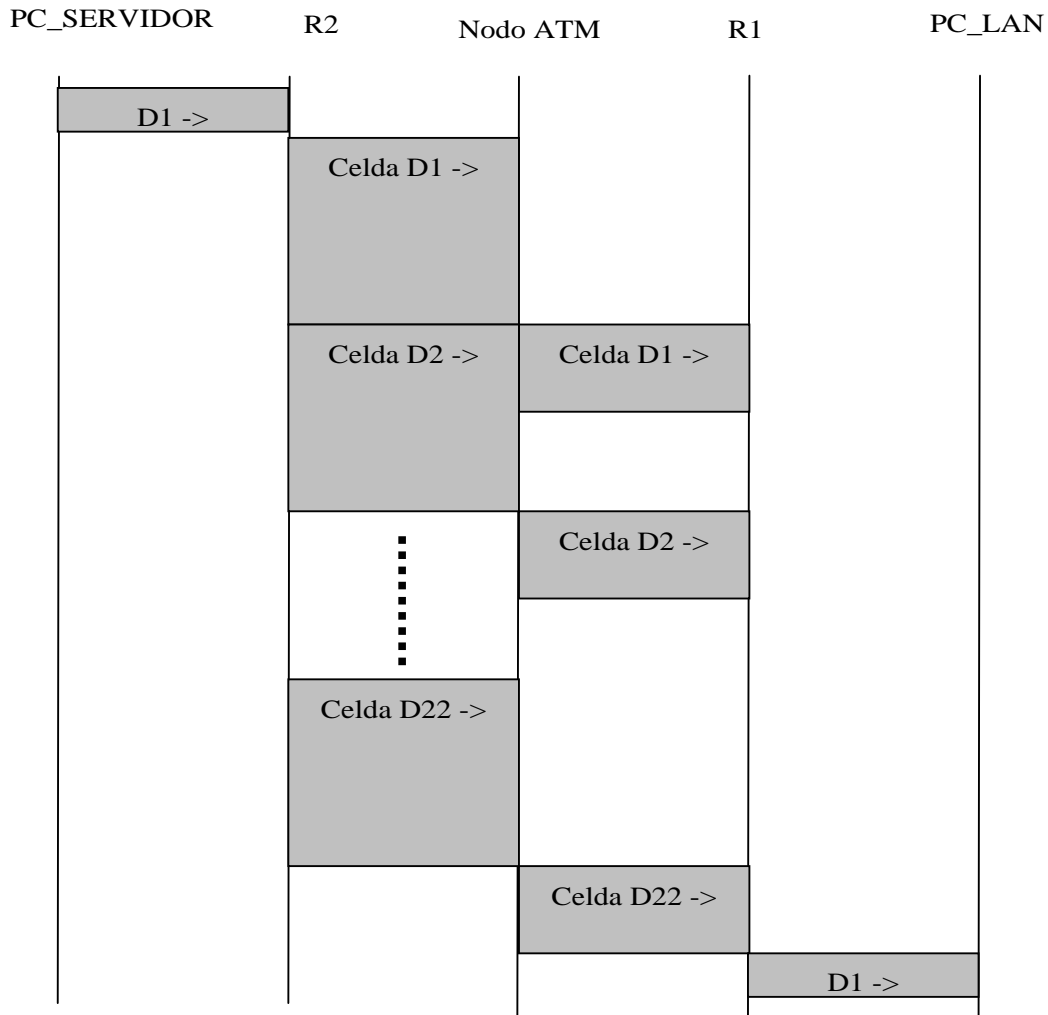 PC_SERVIDOR R2 Nodo ATM R1 PC_LAN
D1 ->
Celda D1 ->
Celda D2 -> Celda D1 ->
Celda D2 ->
Celda D22 ->
Celda D22 ->
D1 ->